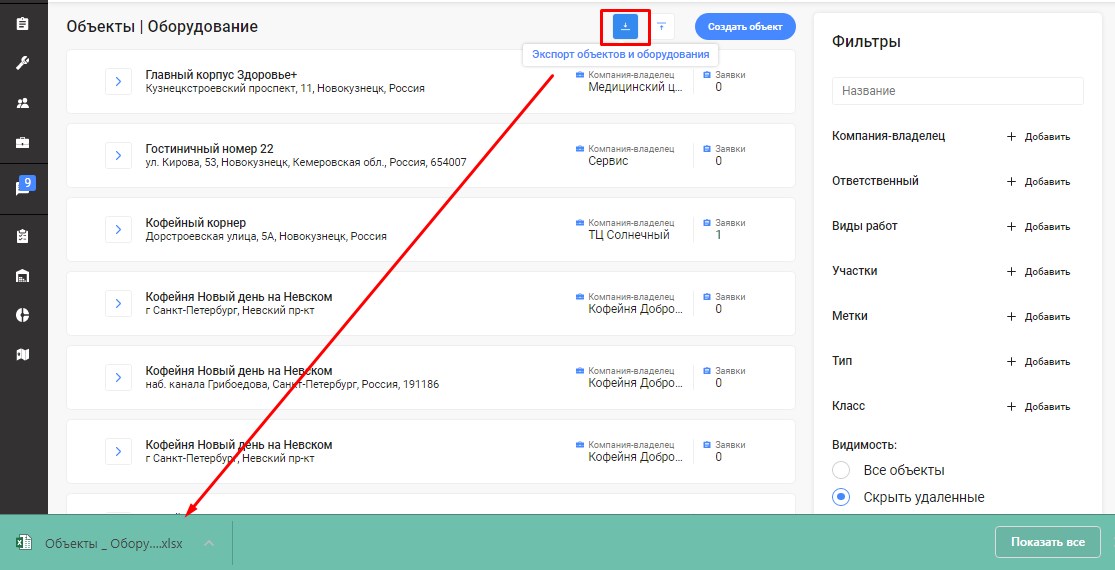 Объекты | Оборудование
Создать объект
Экспорт объектов и оборудования
9
Главный корпус Здоровье+
Кузнецкстроевский проспект, 11, Новокузнецк, Россия
Компания-владелец
Медицинский ц...
Заявки
0
Гостиничный номер 22
ул. Кирова, 53, Новокузнецк, Кемеровская обл., Россия, 654007
Компания-владелец
Сервис
Заявки
0
Кофейный корнер
Дорстроевская улица, 5А, Новокузнецк, Россия
Компания-владелец
ТЦ Солнечный
Заявки
1
Кофейня Новый день на Невском
г Санкт-Петербург, Невский пр-кт
Компания-владелец
Кофейня Добро...
Заявки
0
Кофейня Новый день на Невском
наб. канала Грибоедова, Санкт-Петербург, Россия, 191186
Компания-владелец
Кофейня Добро...
Заявки
0
Кофейня Новый день на Невском
г Санкт-Петербург, Невский пр-кт
Компания-владелец
Кофейня Добро...
Заявки
0
Фильтры
Название
Компания-владелец
+ Добавить
Ответственный
+ Добавить
Виды работ
+ Добавить
Участки
+ Добавить
Метки
+ Добавить
Тип
+ Добавить
Класс
+ Добавить
Видимость:
Все объекты
Скрыть удаленные
Объекты _ Обору....xlsx
Показать все